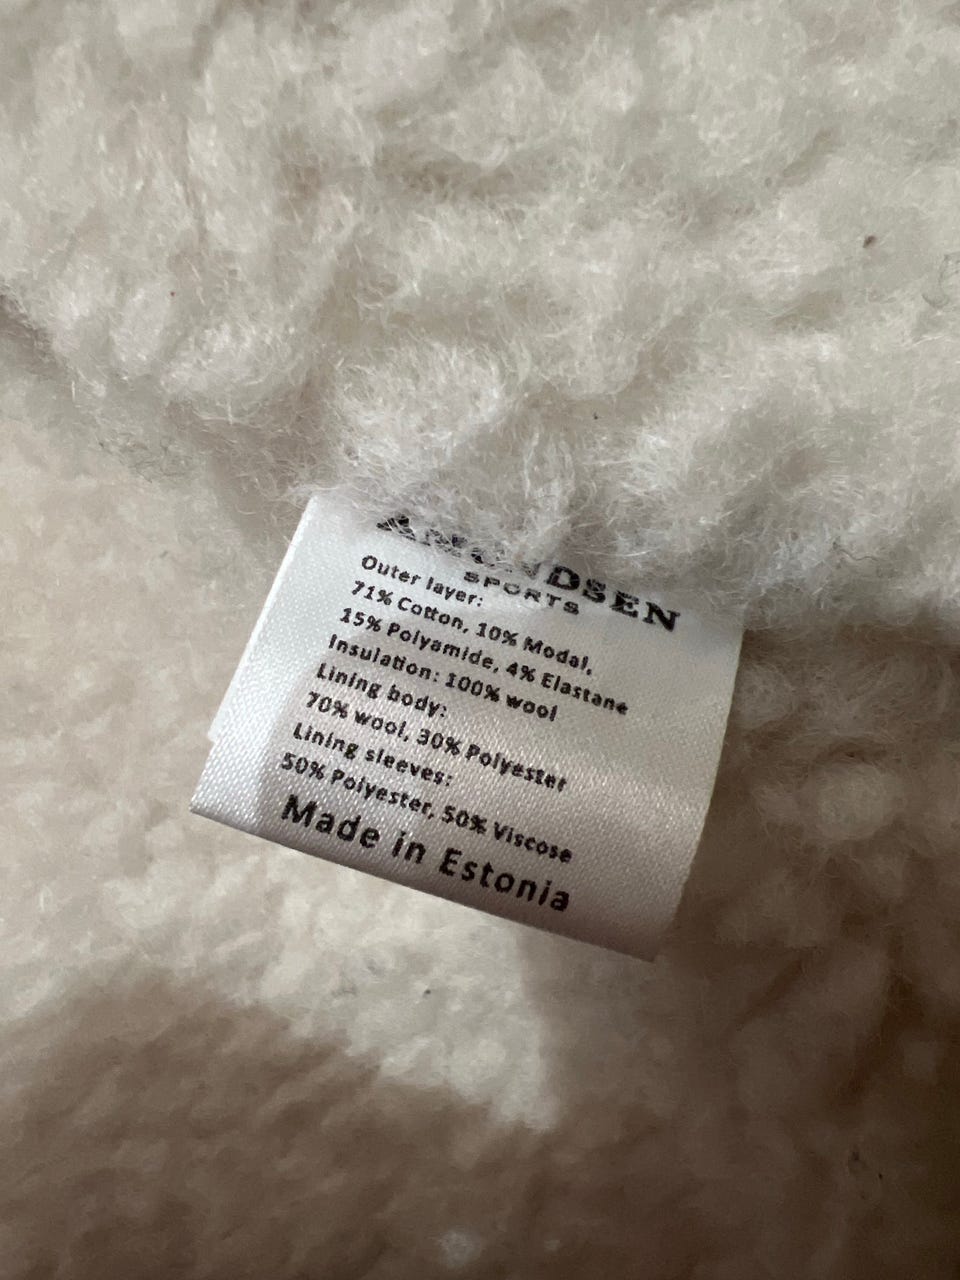 AMUNDSEN
SPORTS
Outer layer:
71% Cotton, 10% Modal,
15% Polyamide, 4% Elastane
Insulation: 100% wool
Lining body:
70% wool, 30% Polyester
Lining sleeves:
50% Polyester, 50% Viscose
Made in Estonia